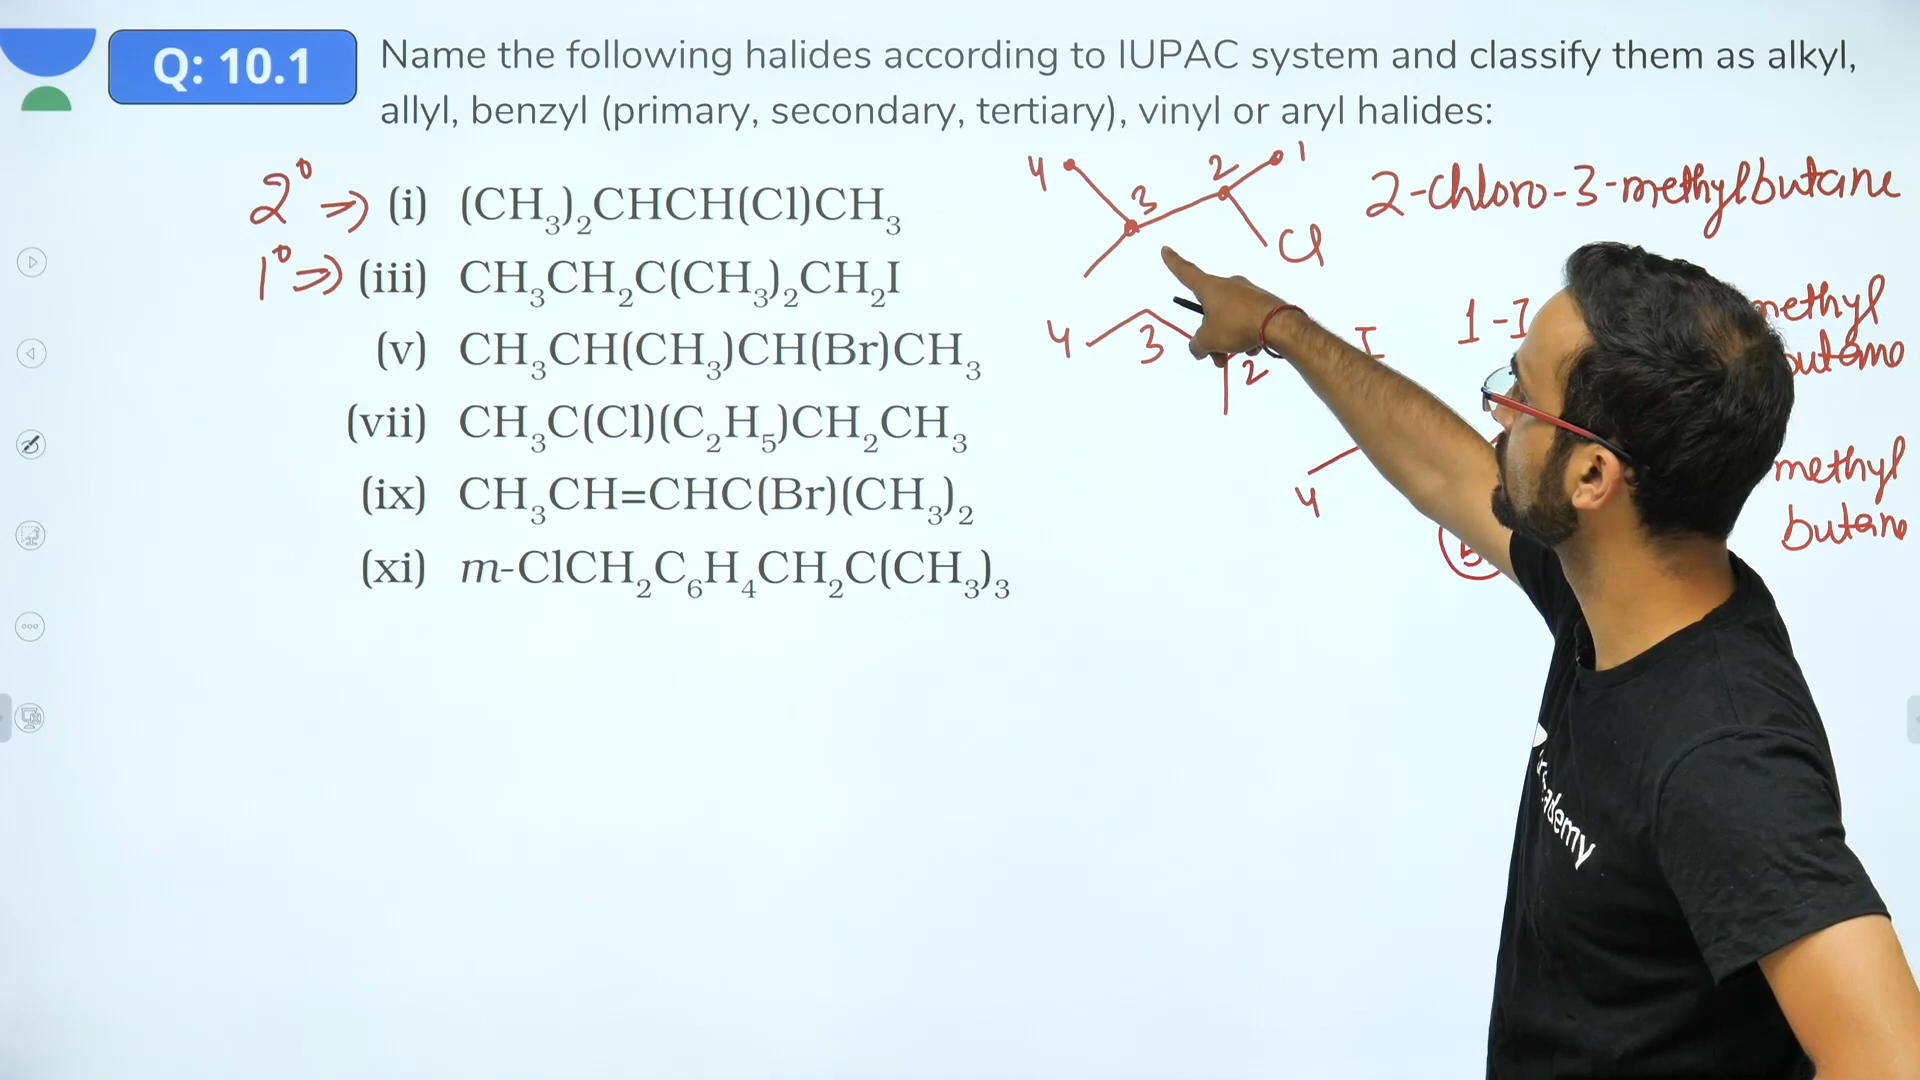 Q: 10.1
Name the following halides according to IUPAC system and classify them as alkyl,
allyl, benzyl (primary, secondary, tertiary), vinyl or aryl halides:
2° ⇒ (i) (CH₃)₂CHCH(Cl)CH₃
1° ⇒ (iii) CH₃CH₂C(CH₃)₂CH₂I
(v) CH₃CH(CH₃)CH(Br)CH₃
(vii) CH₃C(Cl)(C₂H₅)CH₂CH₃
(ix) CH₃CH=CHC(Br)(CH₃)₂
(xi) m-ClCH₂C₆H₄CH₂C(CH₃)₃
4 3 2 1
Cl
2-chloro-3-methylbutane
4 3 2 I
1-I
methyl
butane
4
5
methyl
butane